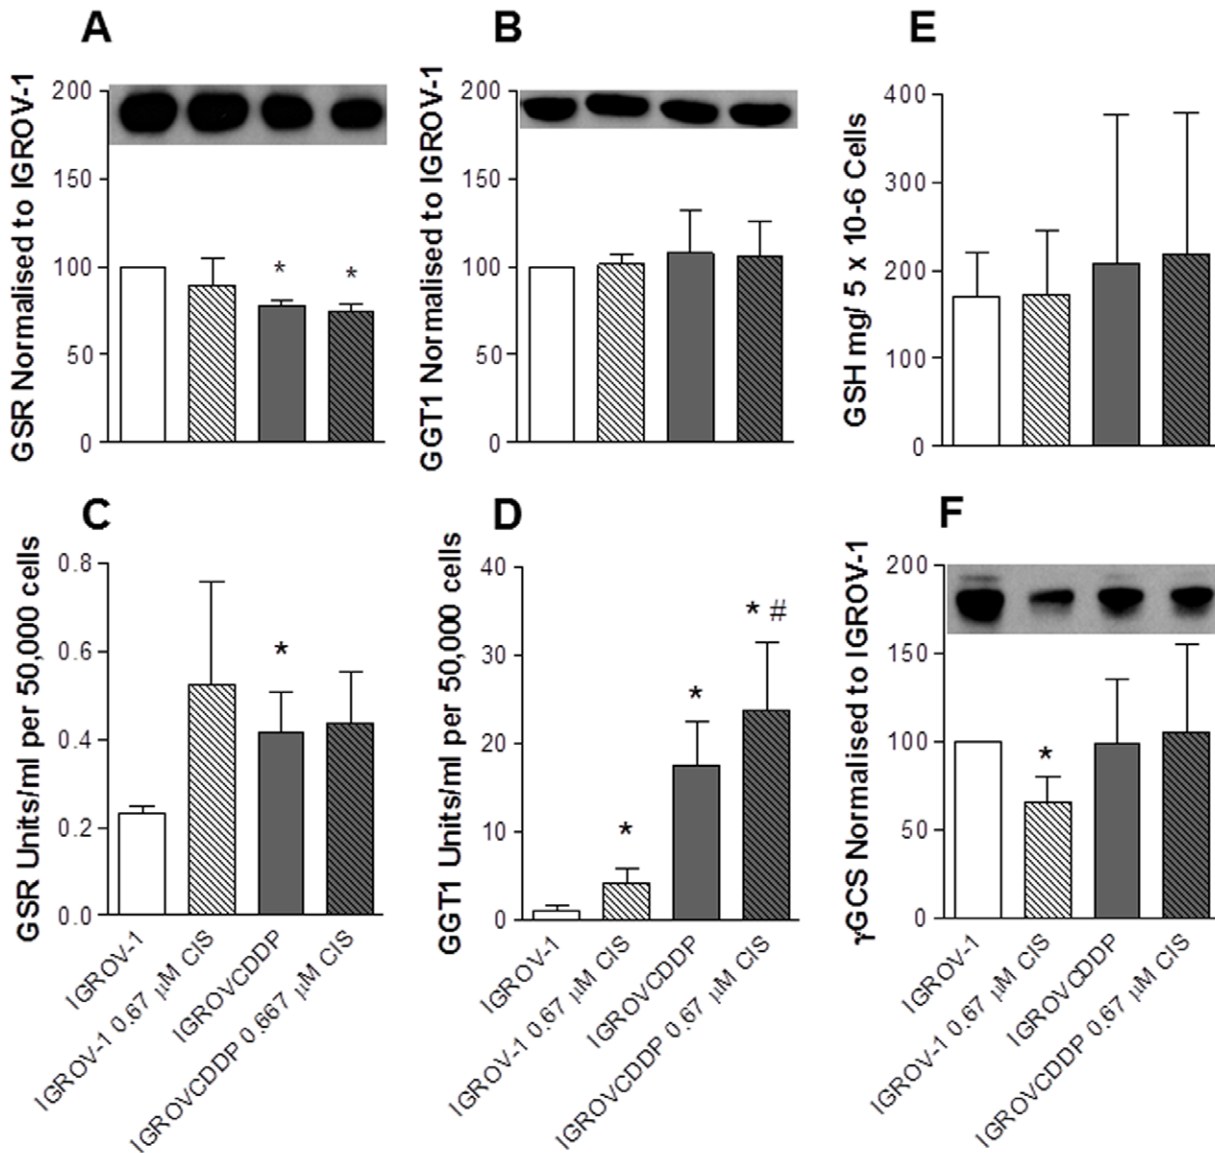 A
GSR Normalised to IGROV-1
200
150
100
50
0
*
*
B
GGT1 Normalised to IGROV-1
200
150
100
50
0
E
GSH mg/ 5 x 10-6 Cells
400
300
200
100
0
C
GSR Units/ml per 50,000 cells
0.8
0.6
0.4
0.2
0.0
*
IGROV-1
IGROV-1 0.67 µM CIS
IGROVCDDP
IGROVCDDP 0.667 µM CIS
D
GGT1 Units/ml per 50,000 cells
40
30
20
10
0
*
*
* #
IGROV-1
IGROV-1 0.67 µM CIS
IGROVCDDP
IGROVCDDP 0.67 µM CIS
F
γGCS Normalised to IGROV-1
200
150
100
50
0
*
IGROV-1
IGROV-1 0.67 µM CIS
IGROVCDDP
IGROVCDDP 0.67 µM CIS